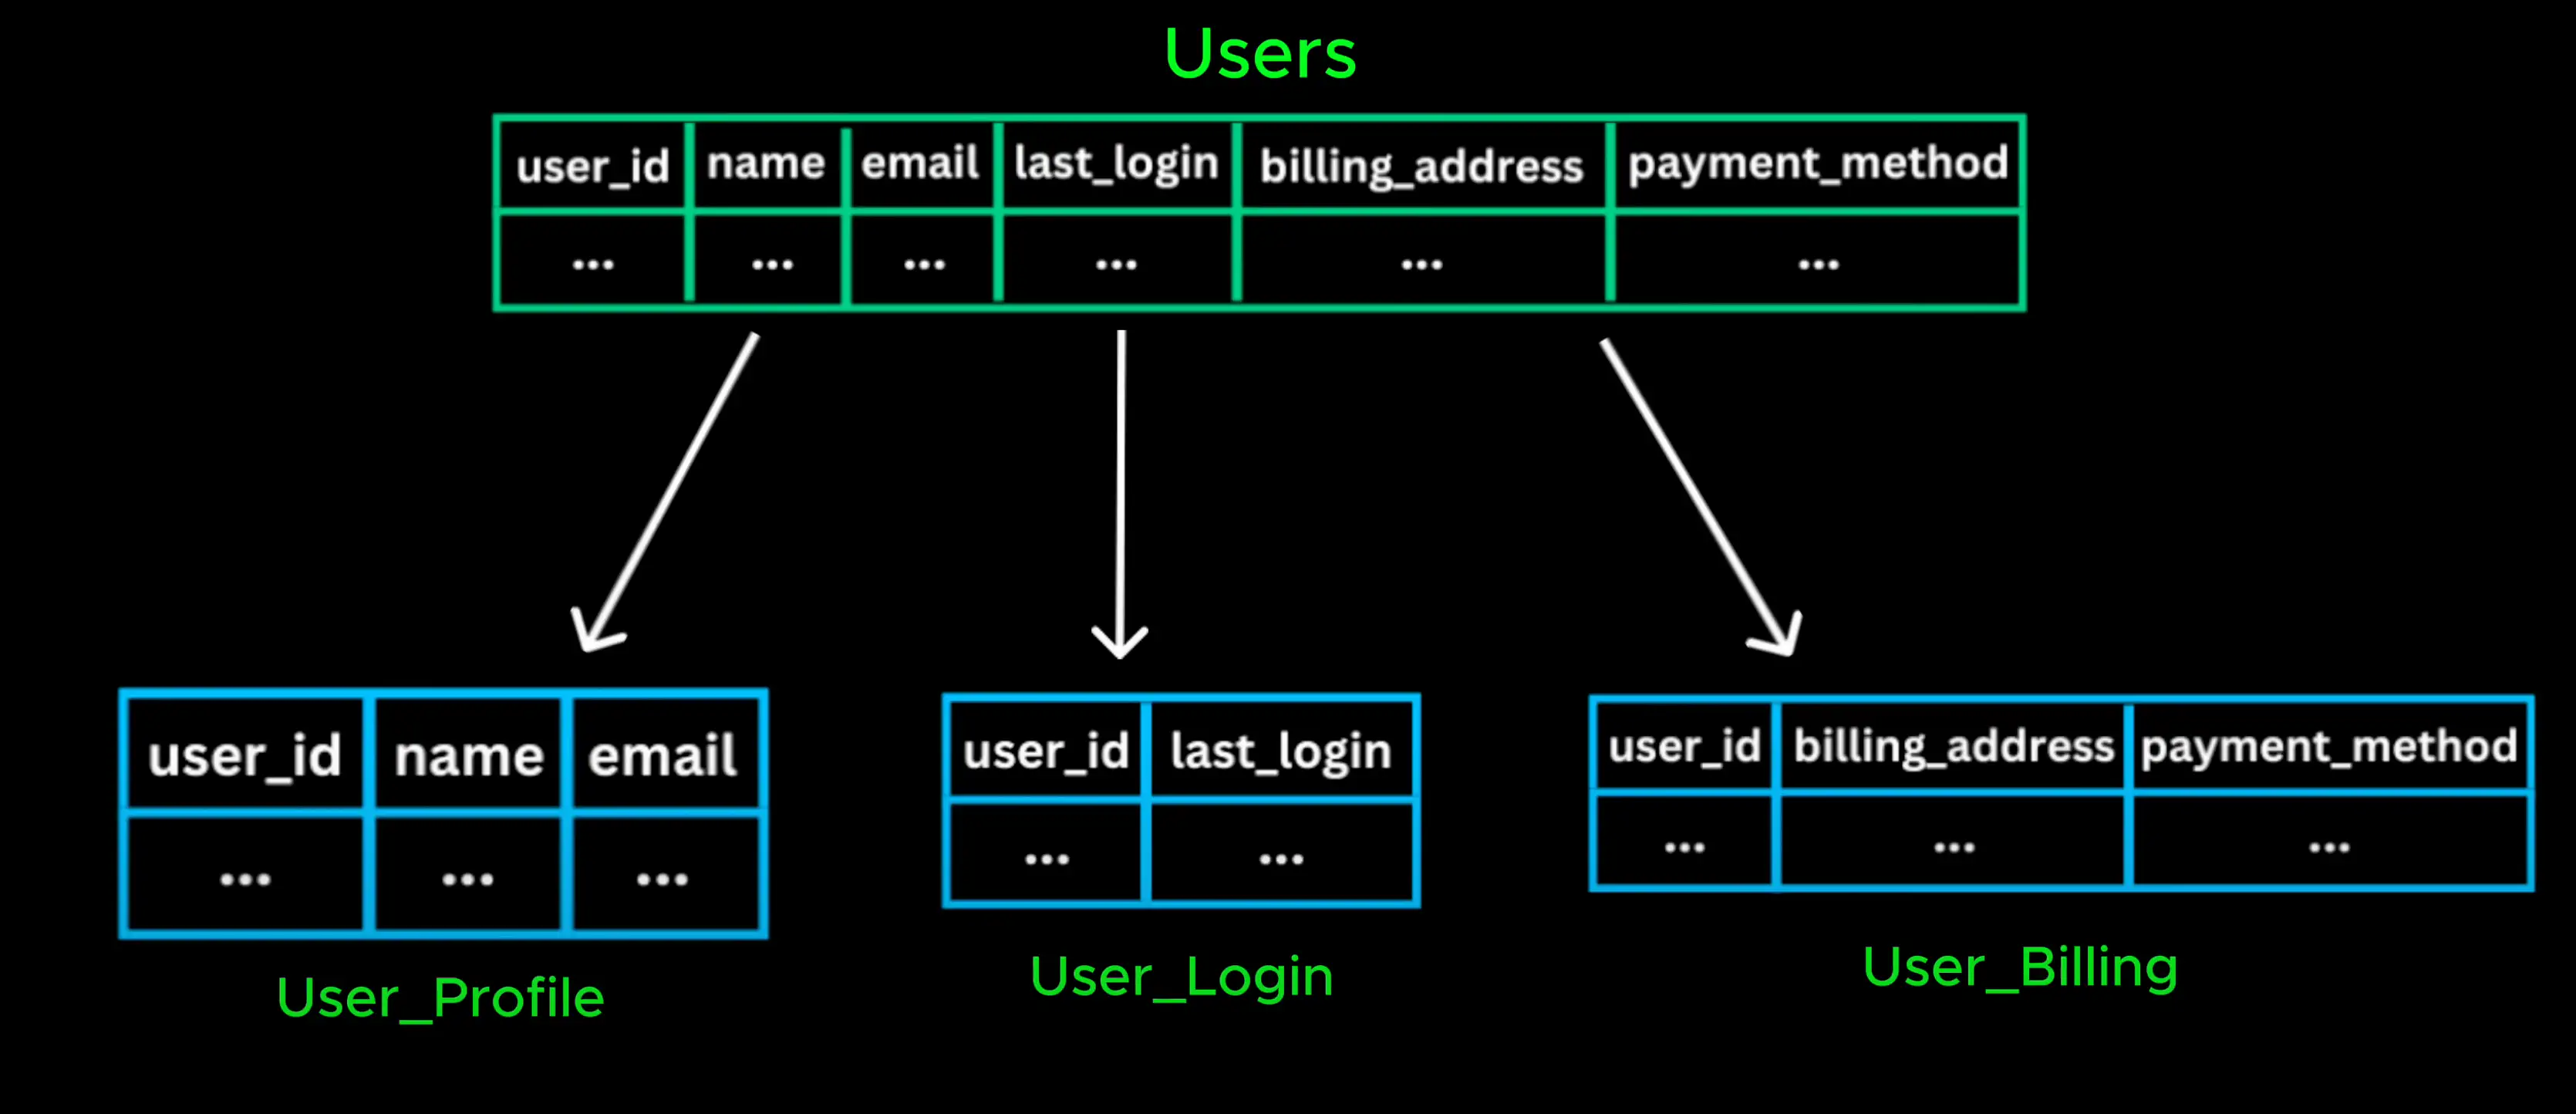 Users
user_id name email last_login billing_address payment_method
... ... ... ... ... ...
user_id name email
... ... ...
User_Profile
user_id last_login
... ...
User_Login
user_id billing_address payment_method
... ... ...
User_Billing